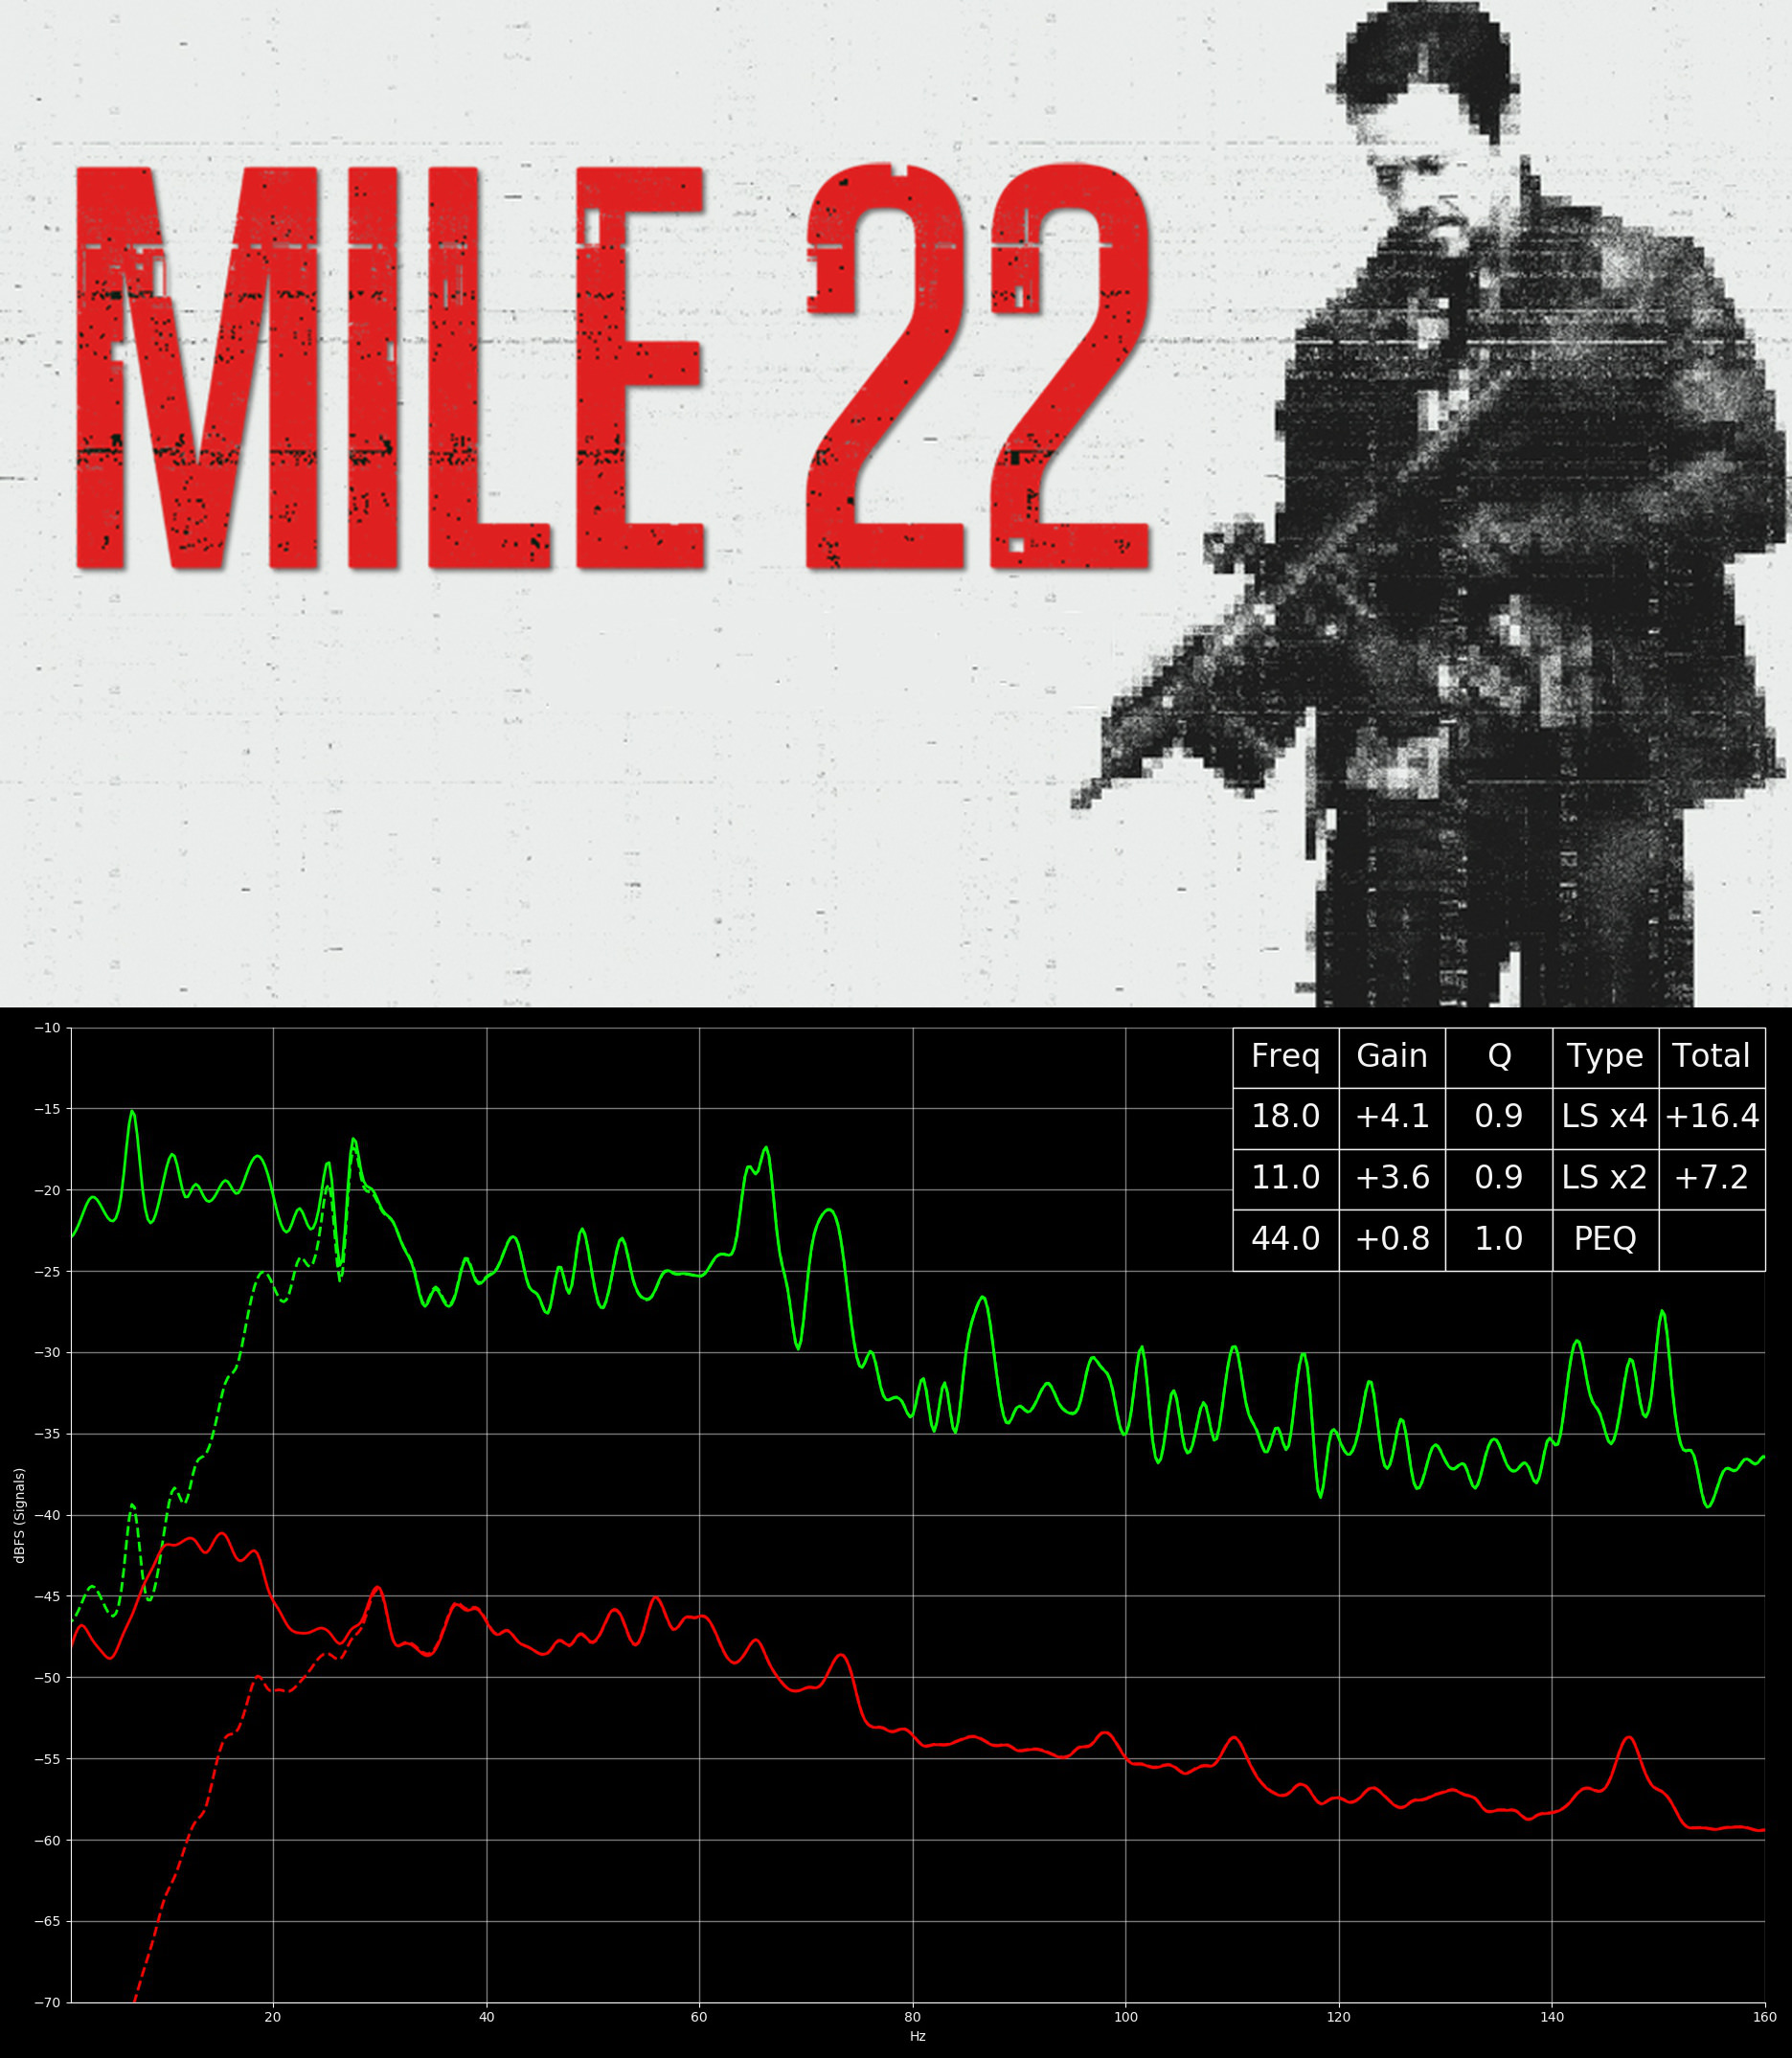 MILE 22
Freq Gain Q Type Total
18.0 +4.1 0.9 LS x4 +16.4
11.0 +3.6 0.9 LS x2 +7.2
44.0 +0.8 1.0 PEQ
−10
−15
−20
−25
−30
−35
−40
−45
−50
−55
−60
−65
−70
dBFS (Signals)
20 40 60 80 100 120 140 160
Hz